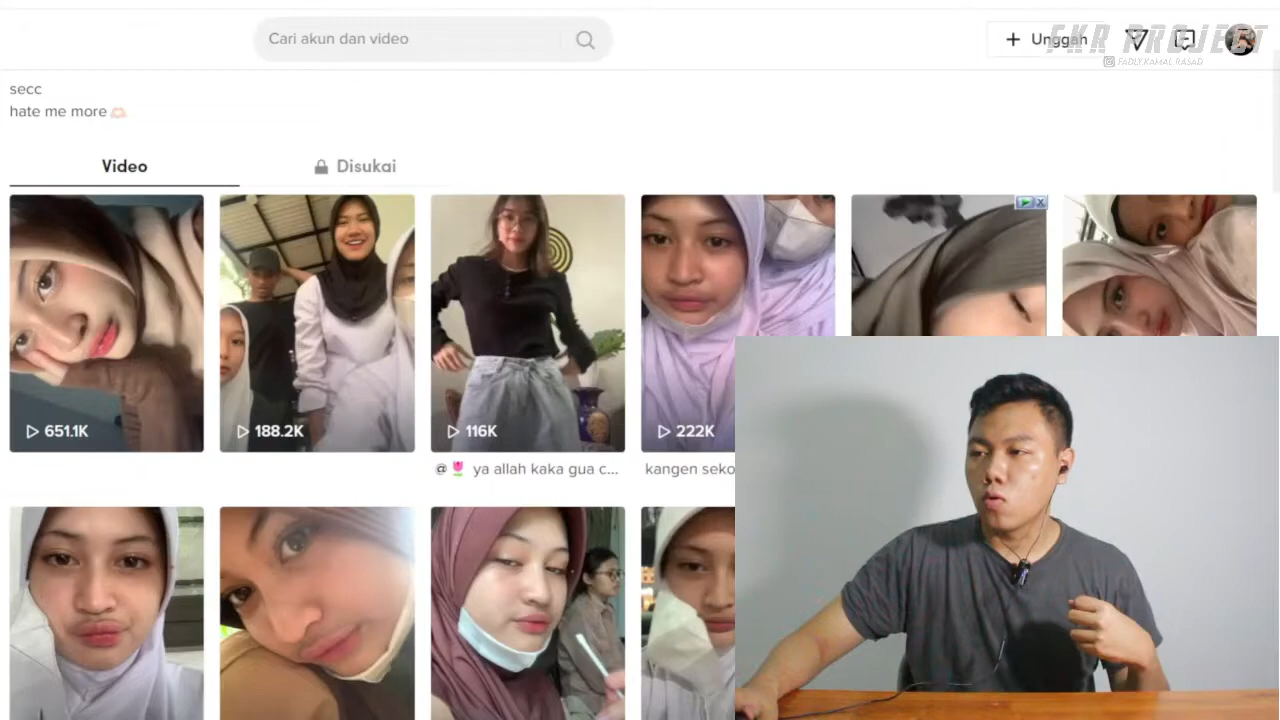 Cari akun dan video
Unggah
FKR PROJECT
FADLY.KAMAL.RASAD
secc
hate me more 🫶🏻
Video
Disukai
651.1K
188.2K
116K
222K
@🌷 ya allah kaka gua c...
kangen seko